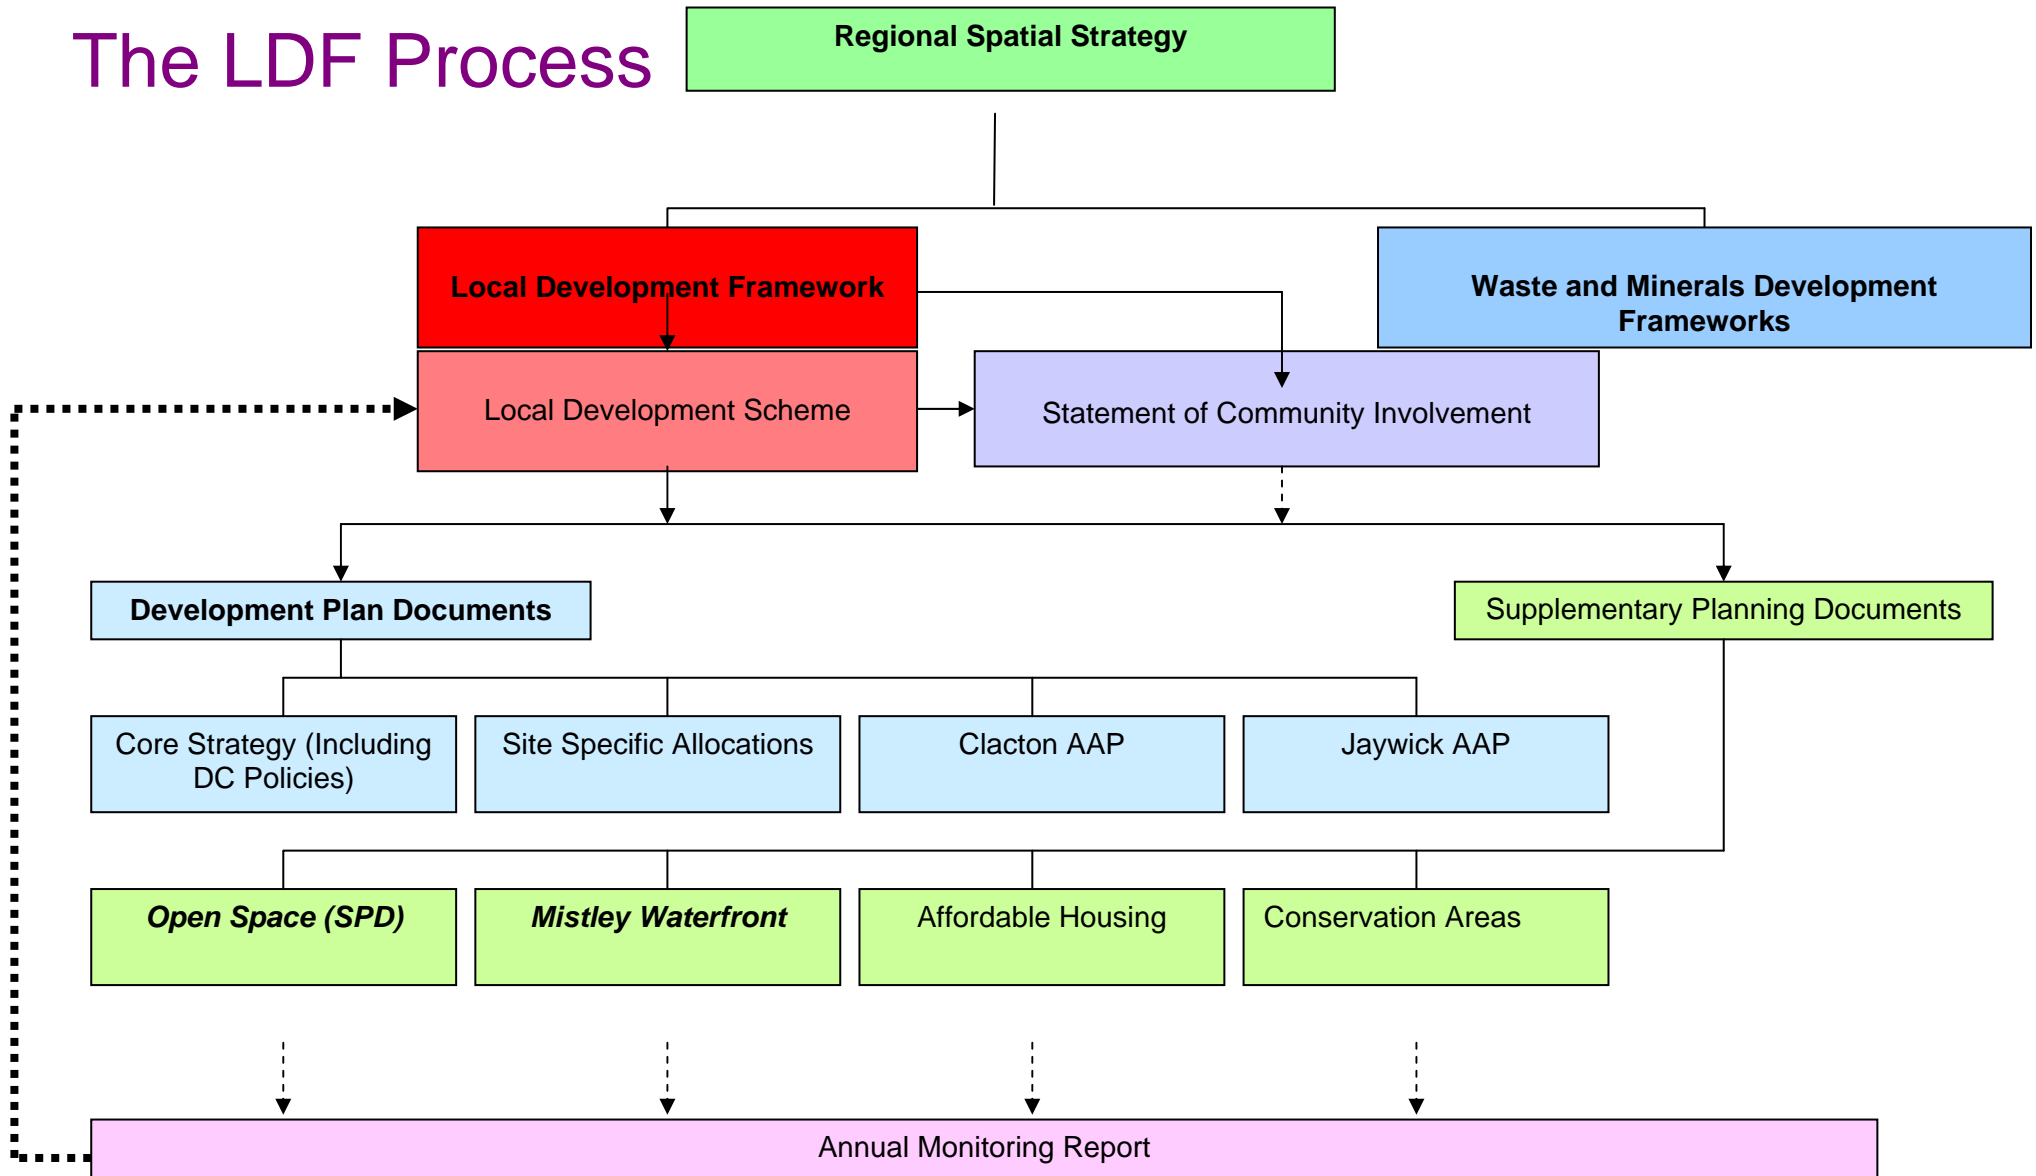 The LDF Process
Regional Spatial Strategy
Local Development Framework
Waste and Minerals Development
Frameworks
Local Development Scheme
Statement of Community Involvement
Development Plan Documents
Supplementary Planning Documents
Core Strategy (Including
DC Policies)
Site Specific Allocations
Clacton AAP
Jaywick AAP
Open Space (SPD)
Mistley Waterfront
Affordable Housing
Conservation Areas
Annual Monitoring Report